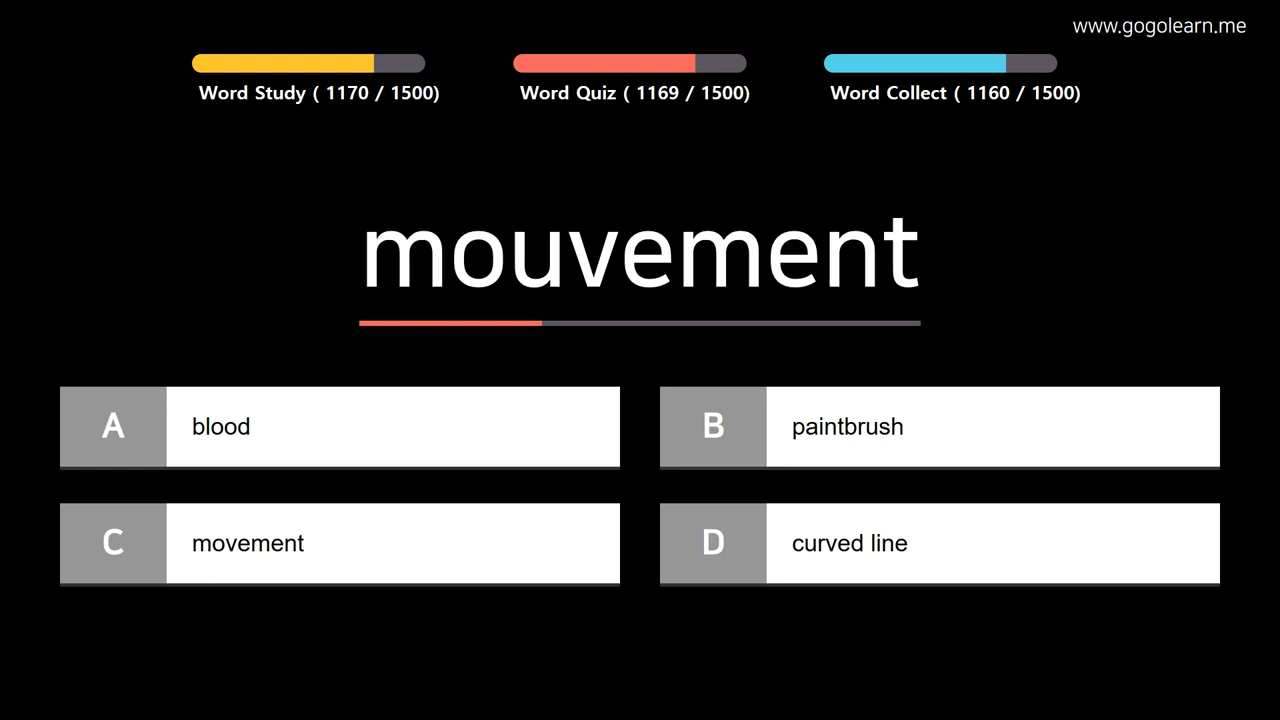 www.gogolearn.me
Word Study ( 1170 / 1500)
Word Quiz ( 1169 / 1500)
Word Collect ( 1160 / 1500)
mouvement
A blood
B paintbrush
C movement
D curved line